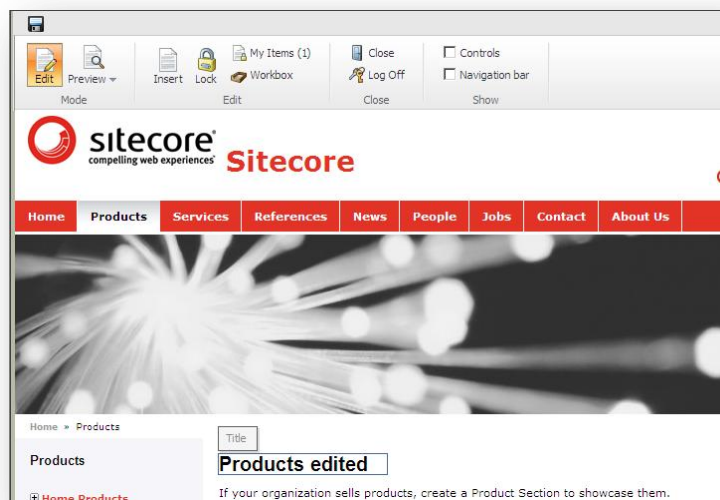 Edit Preview Insert Lock My Items (1) Workbox Close Log Off Controls Navigation bar
Mode Edit Close Show
sitecore®
compelling web experiences
Sitecore
Home Products Services References News People Jobs Contact About Us
Home » Products
Title
Products
Products edited
If your organization sells products, create a Product Section to showcase them.
Home Products